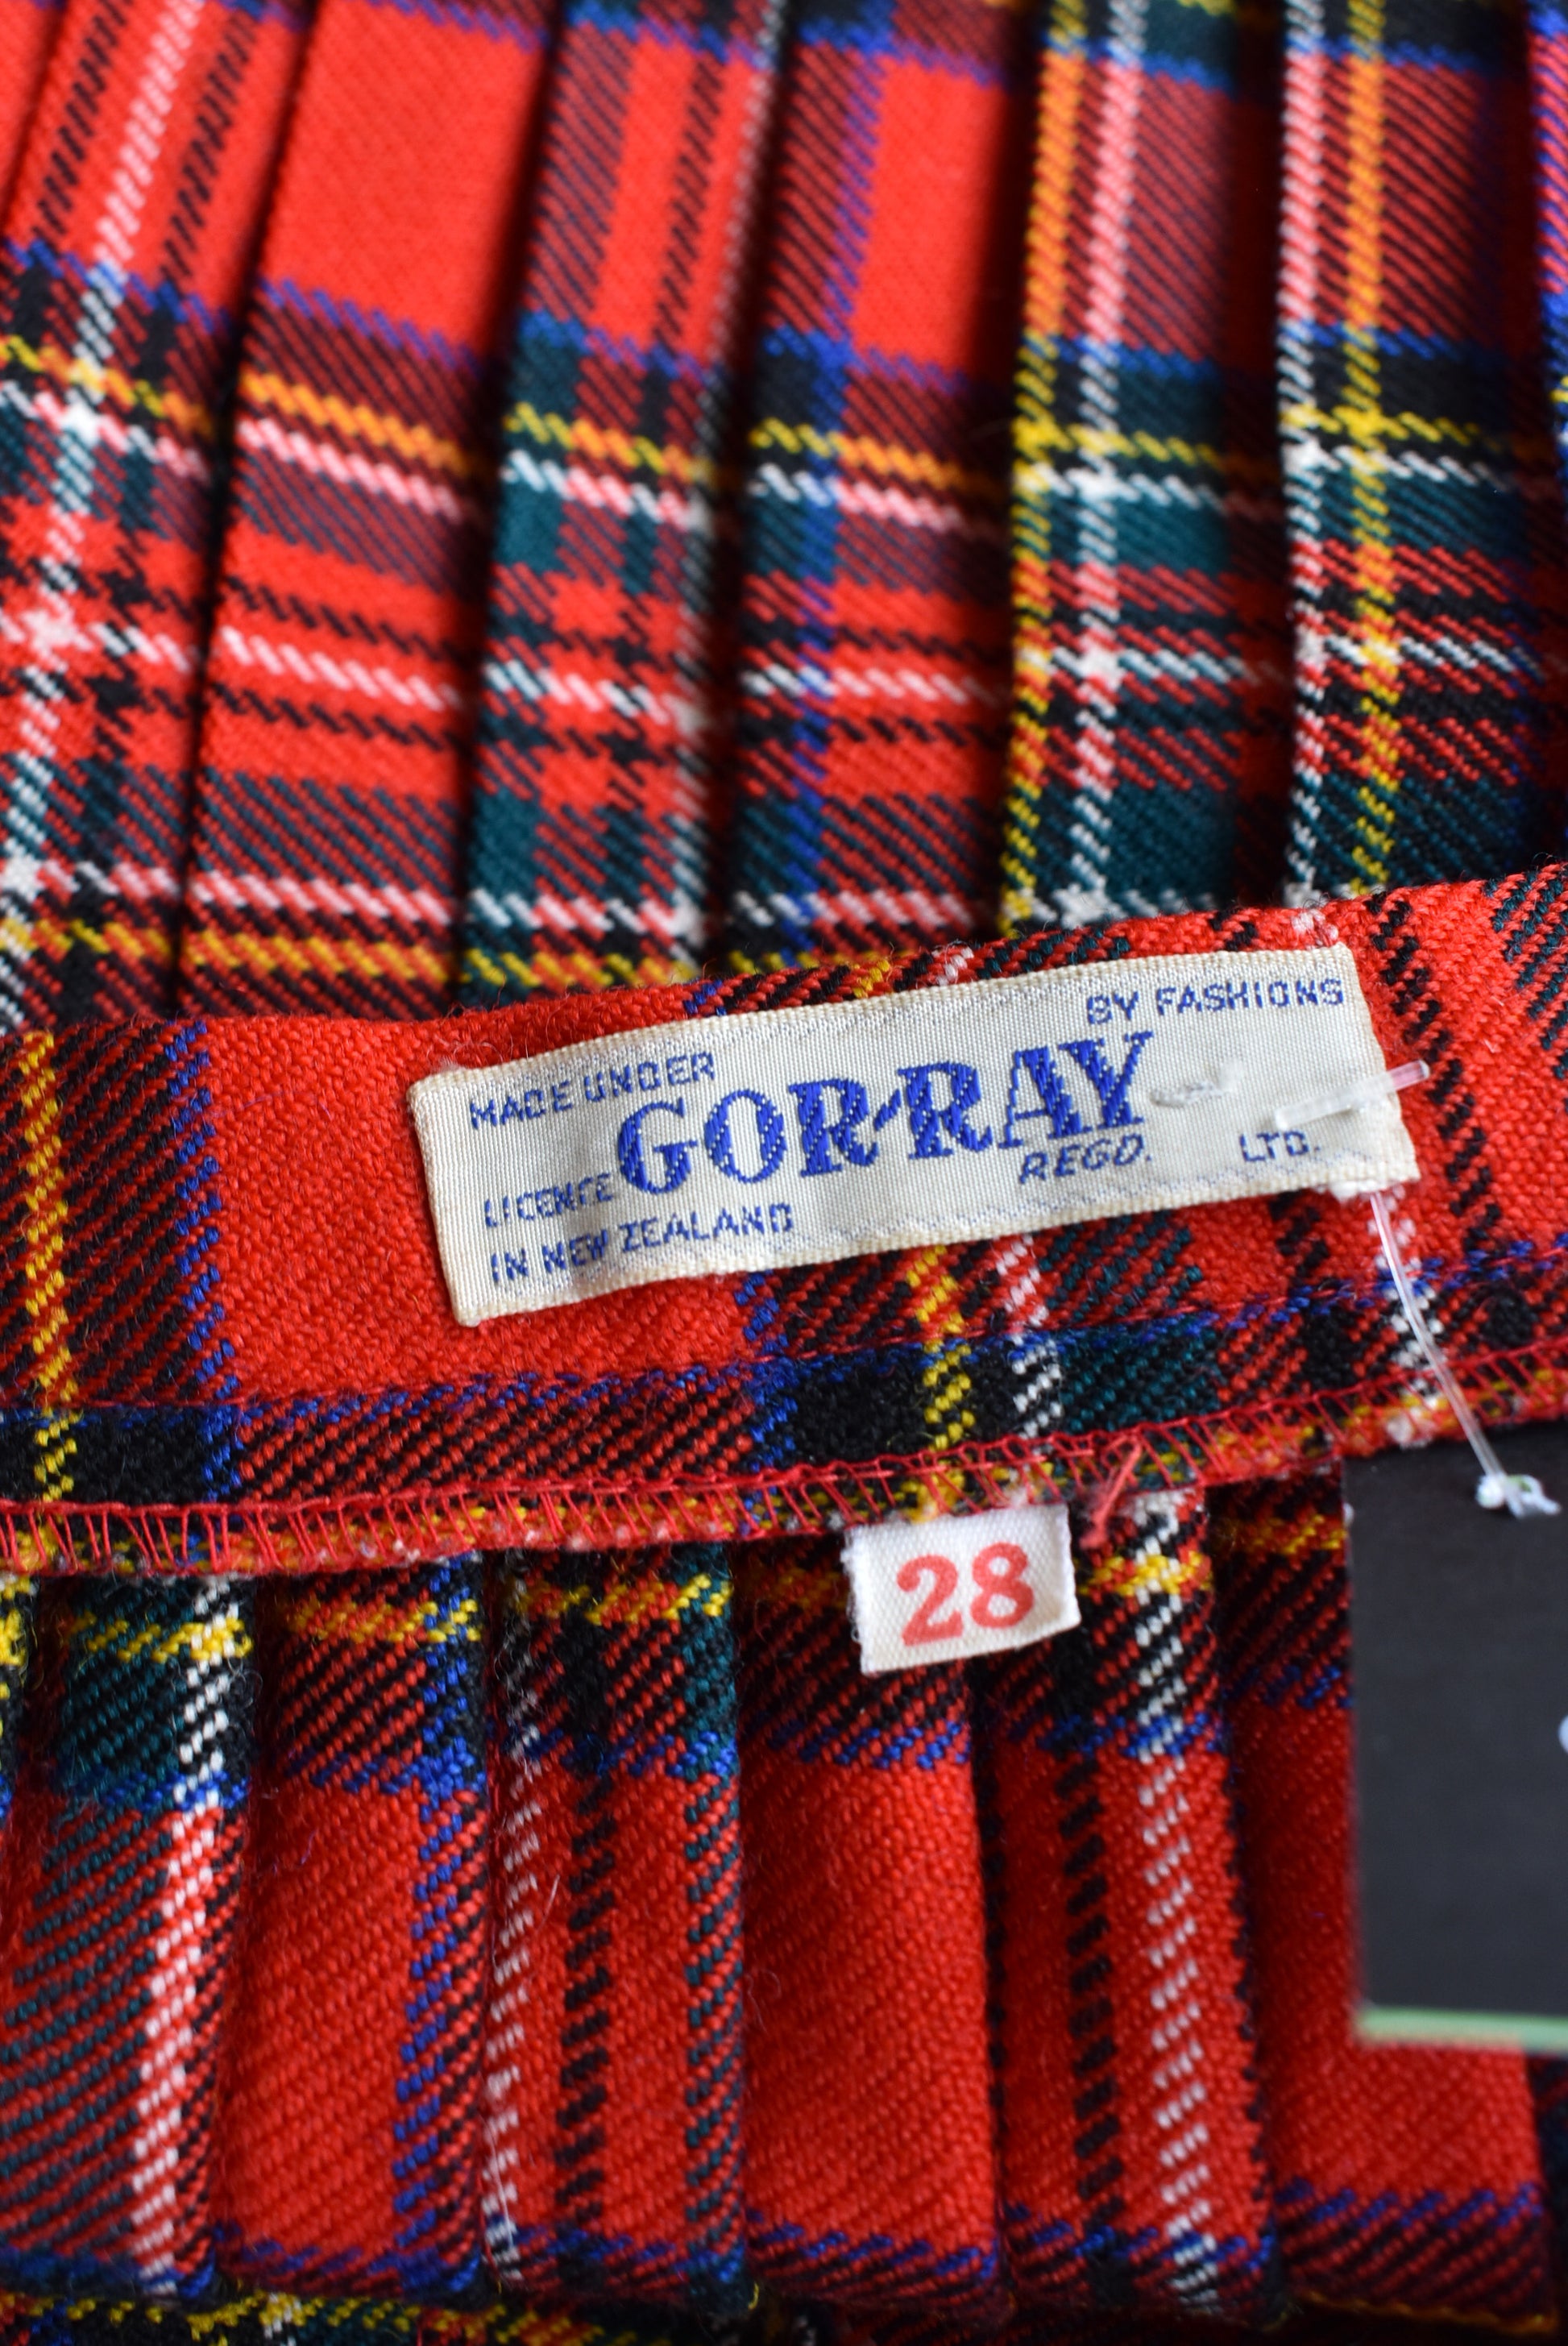 MADE UNDER
BY FASHIONS
LICENCE GOR-RAY
REGD. LTD.
IN NEW ZEALAND
28